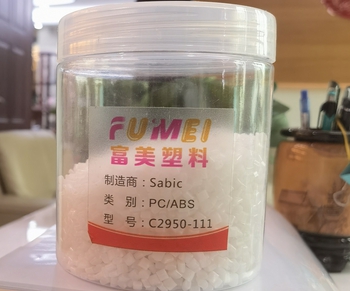 FUMEI
富美塑料
制造商：Sabic
类　别：PC/ABS
型　号：C2950-111